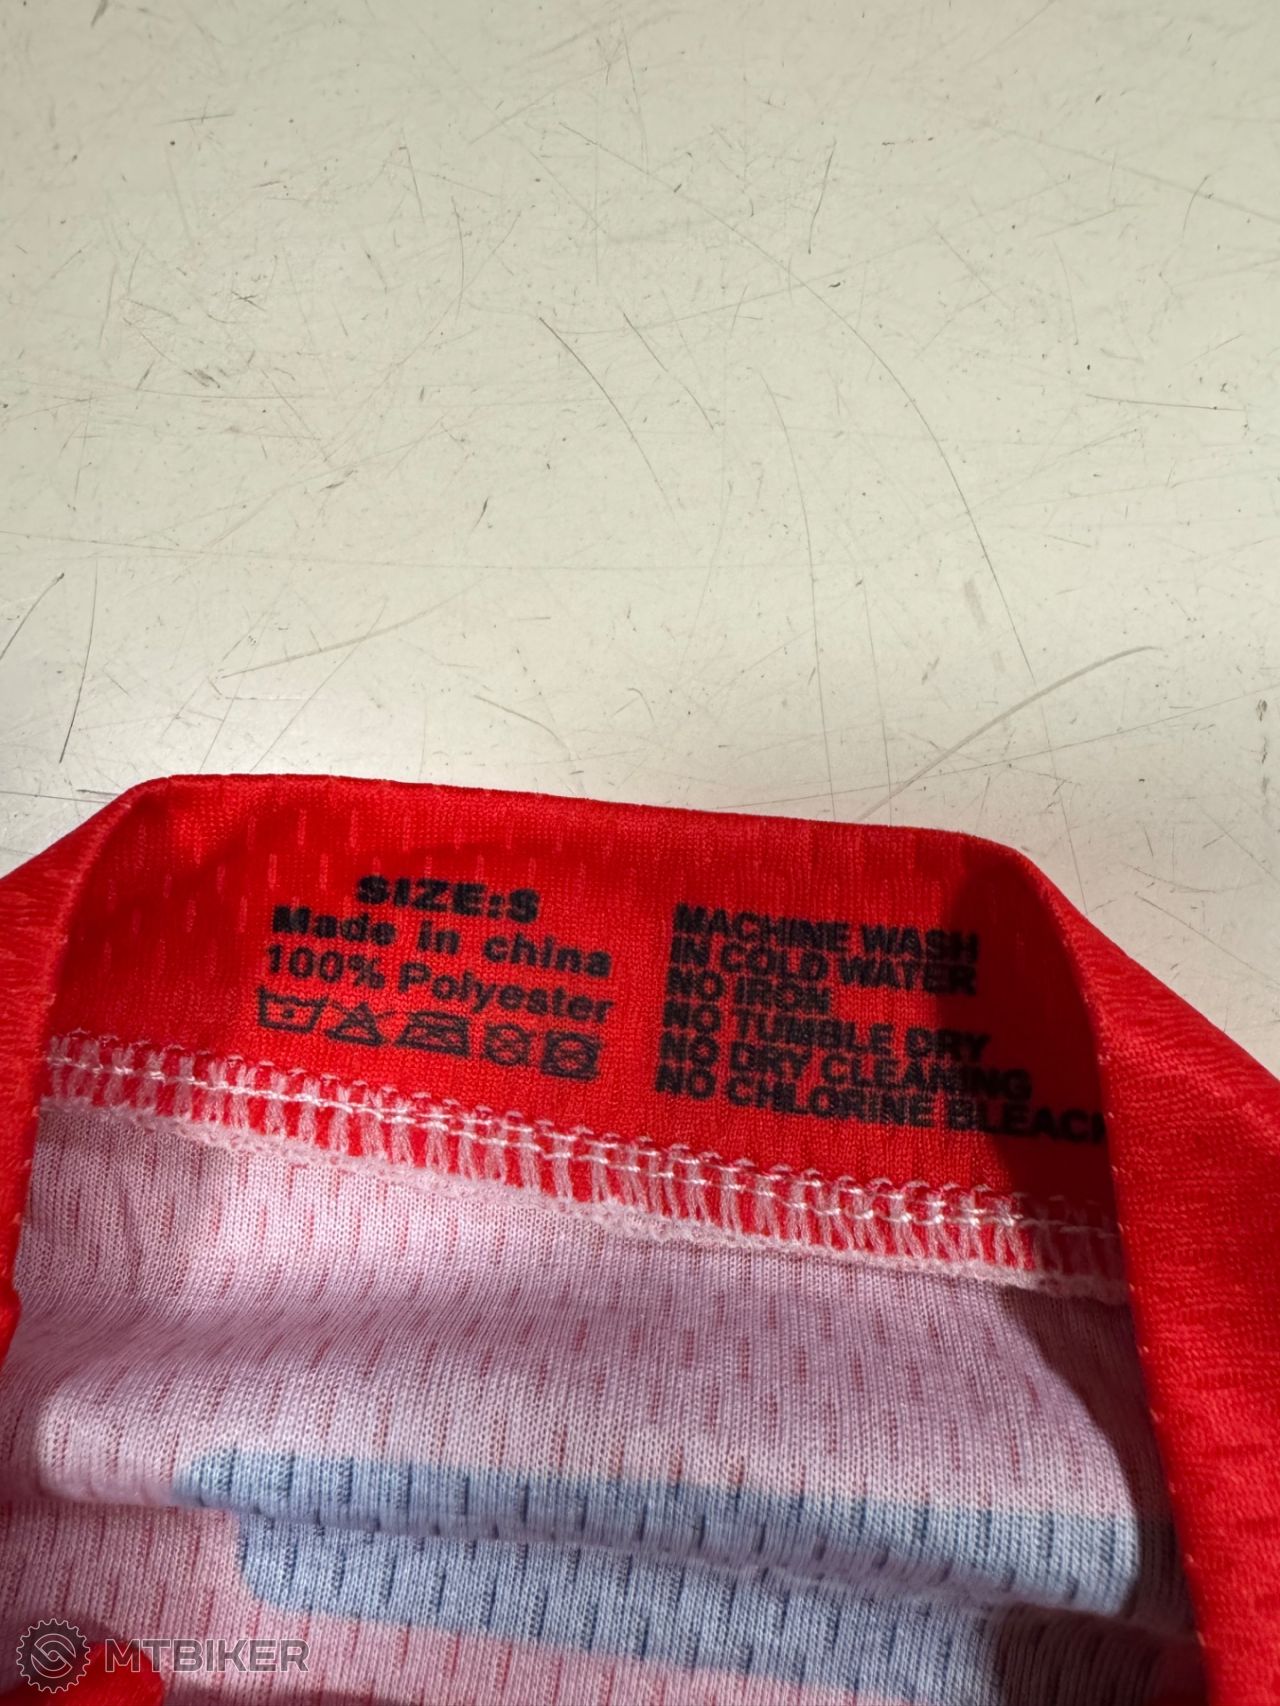 SIZE:S
Made in china
100% Polyester
MACHINE WASH
IN COLD WATER
NO IRON
NO TUMBLE DRY
NO DRY CLEANING
NO CHLORINE BLEACH
MTBIKER